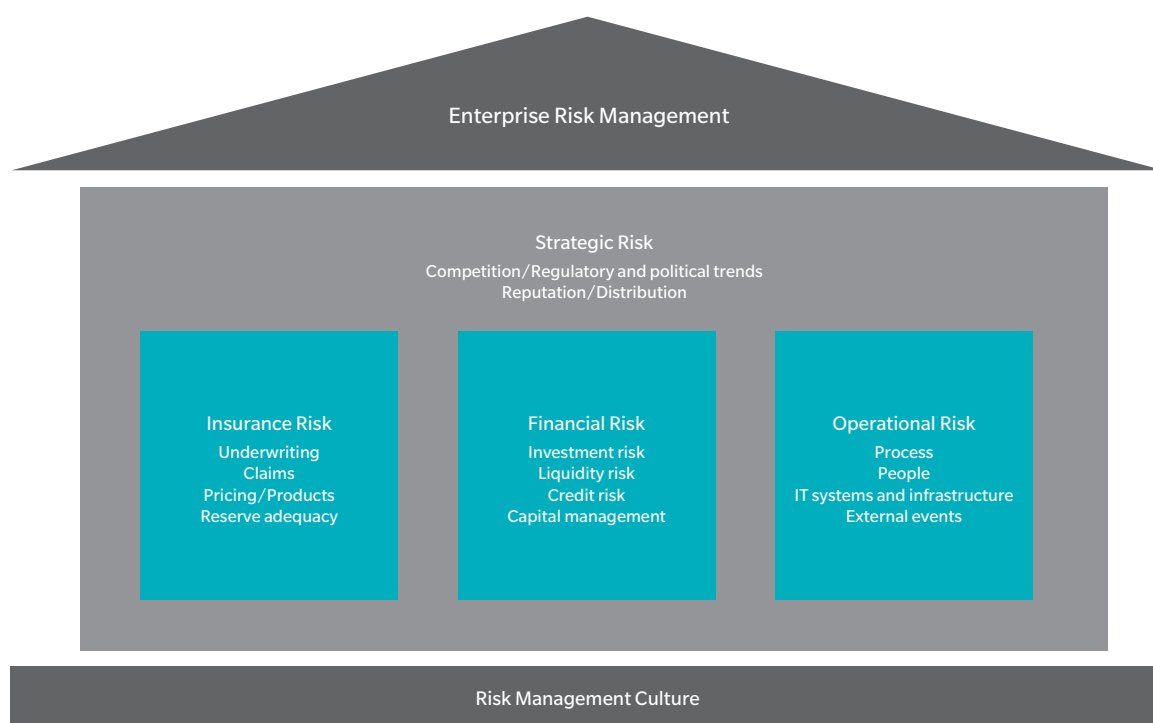 Enterprise Risk Management
Strategic Risk
Competition/Regulatory and political trends
Reputation/Distribution
Insurance Risk
Underwriting
Claims
Pricing/Products
Reserve adequacy
Financial Risk
Investment risk
Liquidity risk
Credit risk
Capital management
Operational Risk
Process
People
IT systems and infrastructure
External events
Risk Management Culture